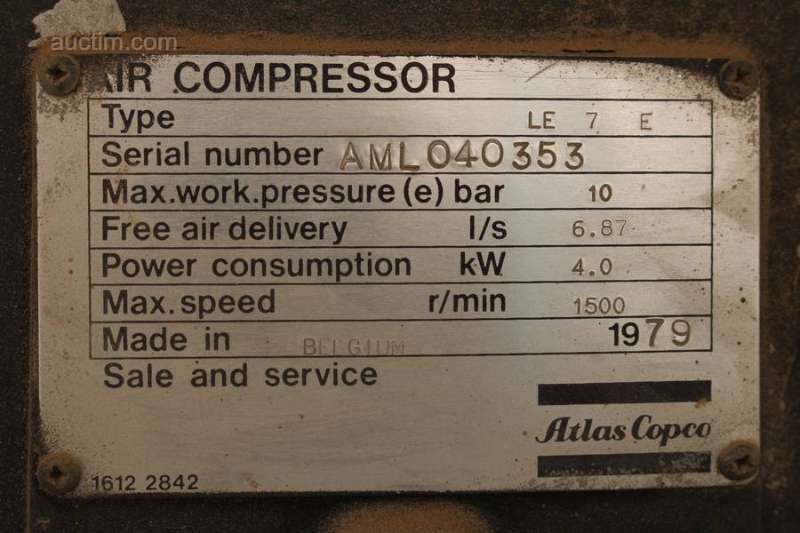 auctim.com
AIR COMPRESSOR
Type LE 7 E
Serial number AML040353
Max.work.pressure(e) bar 10
Free air delivery l/s 6.87
Power consumption kW 4.0
Max.speed r/min 1500
Made in BELGIUM 1979
Sale and service
Atlas Copco
1612 2842